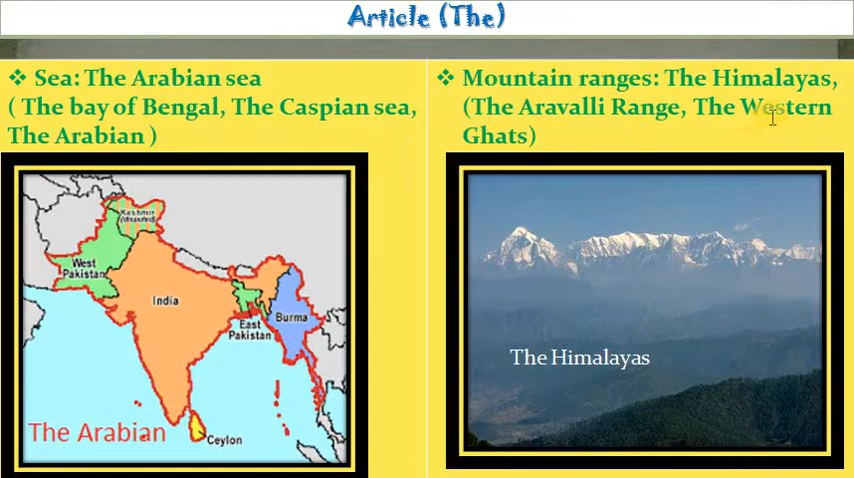 Article (The)
❖ Sea: The Arabian sea
( The bay of Bengal, The Caspian sea,
The Arabian )
❖ Mountain ranges: The Himalayas,
(The Aravalli Range, The Western
Ghats)
Kashmir
(disputed)
West
Pakistan
India
East
Pakistan
Burma
The Arabian
Ceylon
The Himalayas